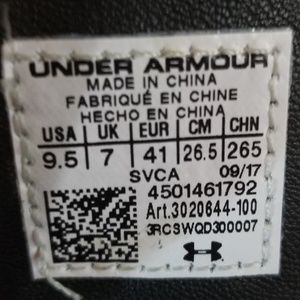 UNDER ARMOUR
MADE IN CHINA
FABRIQUÉ EN CHINE
HECHO EN CHINA
USA UK EUR CM CHN
9.5 7 41 26.5 265
SVCA 09/17
4501461792
Art.3020644-100
3RCSWQD300007